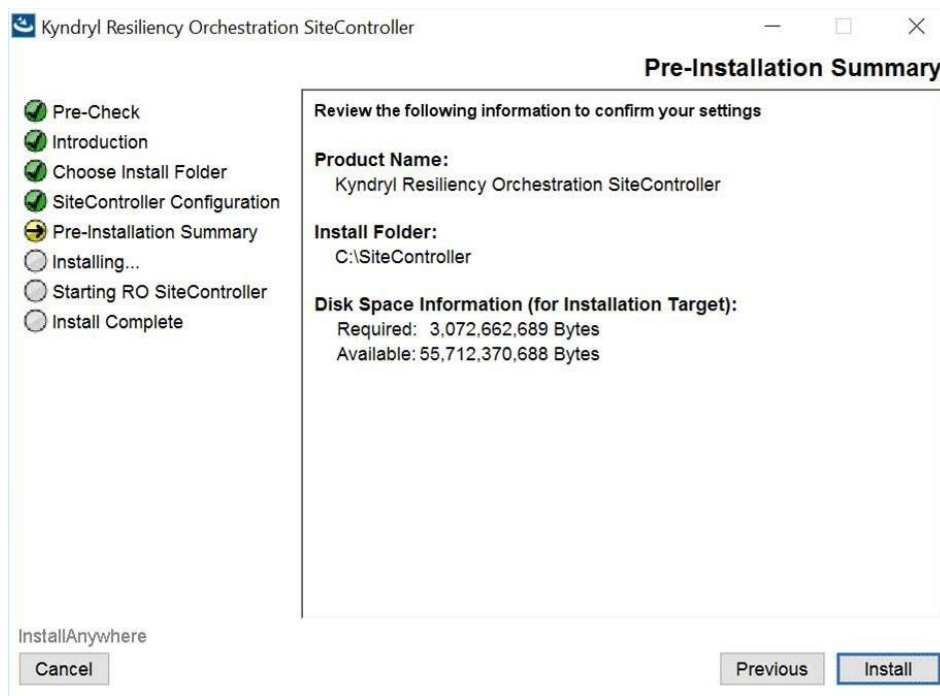 Kyndryl Resiliency Orchestration SiteController
Pre-Installation Summary
Pre-Check
Introduction
Choose Install Folder
SiteController Configuration
Pre-Installation Summary
Installing...
Starting RO SiteController
Install Complete
Review the following information to confirm your settings
Product Name:
Kyndryl Resiliency Orchestration SiteController
Install Folder:
C:\SiteController
Disk Space Information (for Installation Target):
Required: 3,072,662,689 Bytes
Available: 55,712,370,688 Bytes
InstallAnywhere
Cancel
Previous
Install